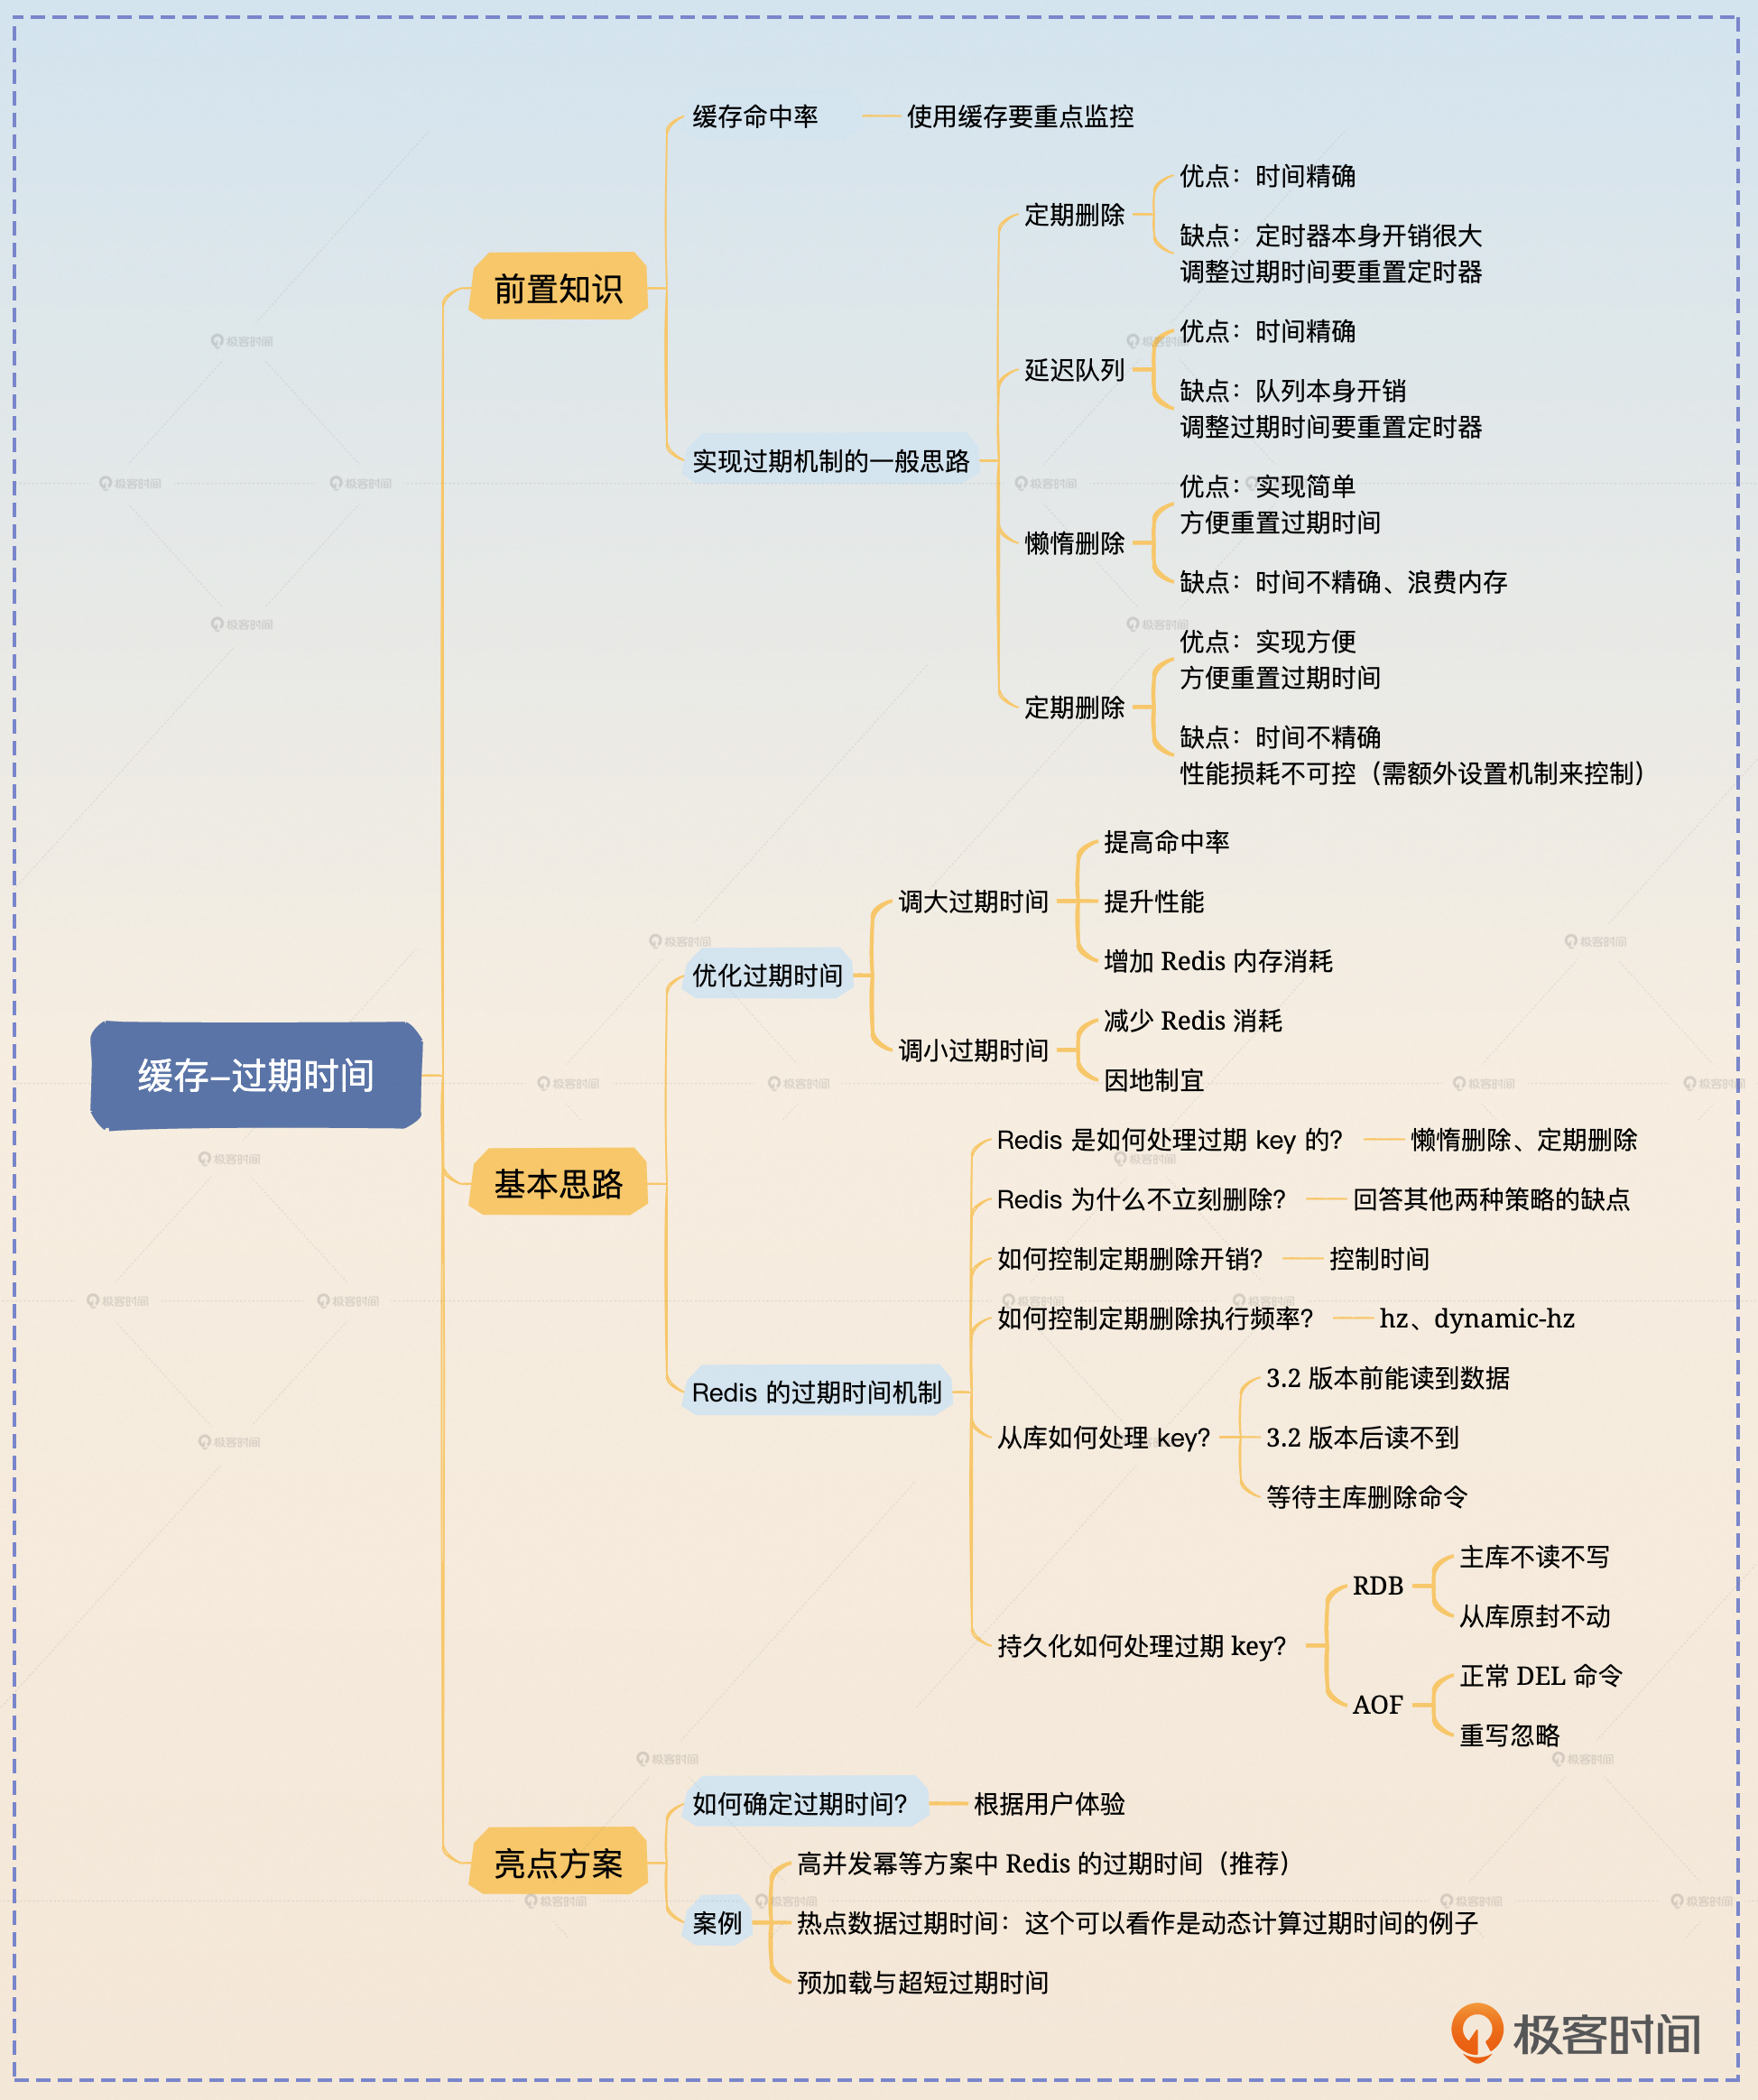 缓存命中率
使用缓存要重点监控
优点：时间精确
定期删除
缺点：定时器本身开销很大
调整过期时间要重置定时器
前置知识
优点：时间精确
延迟队列
缺点：队列本身开销
调整过期时间要重置定时器
实现过期机制的一般思路
优点：实现简单
方便重置过期时间
懒惰删除
缺点：时间不精确、浪费内存
优点：实现方便
方便重置过期时间
定期删除
缺点：时间不精确
性能损耗不可控（需额外设置机制来控制）
提高命中率
调大过期时间
提升性能
增加 Redis 内存消耗
优化过期时间
减少 Redis 消耗
调小过期时间
因地制宜
缓存–过期时间
基本思路
Redis 是如何处理过期 key 的？
懒惰删除、定期删除
Redis 为什么不立刻删除？
回答其他两种策略的缺点
如何控制定期删除开销？
控制时间
如何控制定期删除执行频率？
hz、dynamic-hz
Redis 的过期时间机制
3.2 版本前能读到数据
从库如何处理 key？
3.2 版本后读不到
等待主库删除命令
主库不读不写
RDB
从库原封不动
持久化如何处理过期 key？
正常 DEL 命令
AOF
重写忽略
如何确定过期时间？
根据用户体验
亮点方案
高并发幂等方案中 Redis 的过期时间（推荐）
案例
热点数据过期时间：这个可以看作是动态计算过期时间的例子
预加载与超短过期时间
极客时间